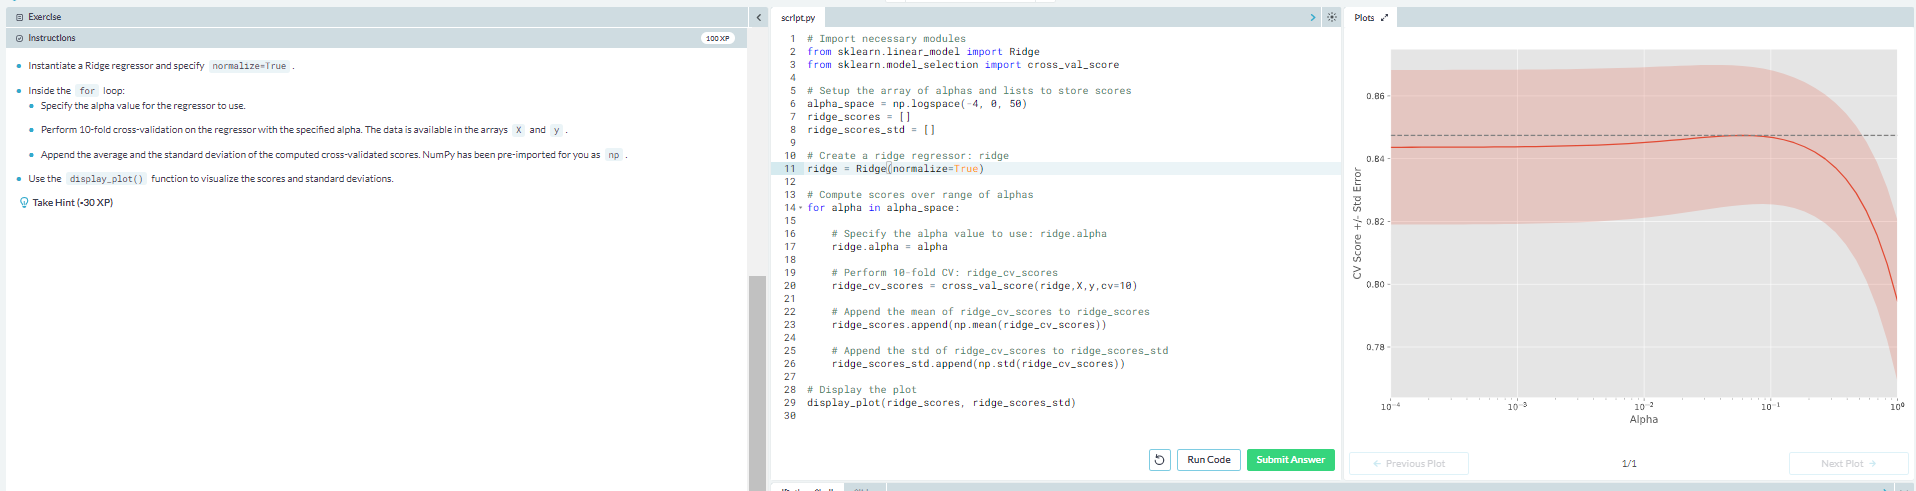 Exercise
Instructions
100 XP
Instantiate a Ridge regressor and specify normalize=True .
Inside the for loop:
Specify the alpha value for the regressor to use.
Perform 10-fold cross-validation on the regressor with the specified alpha. The data is available in the arrays X and y .
Append the average and the standard deviation of the computed cross-validated scores. NumPy has been pre-imported for you as np .
Use the display_plot() function to visualize the scores and standard deviations.
Take Hint (-30 XP)
script.py
1 # Import necessary modules
2 from sklearn.linear_model import Ridge
3 from sklearn.model_selection import cross_val_score
4
5 # Setup the array of alphas and lists to store scores
6 alpha_space = np.logspace(-4, 0, 50)
7 ridge_scores = []
8 ridge_scores_std = []
9
10 # Create a ridge regressor: ridge
11 ridge = Ridge(normalize=True)
12
13 # Compute scores over range of alphas
14 for alpha in alpha_space:
15
16 # Specify the alpha value to use: ridge.alpha
17 ridge.alpha = alpha
18
19 # Perform 10-fold CV: ridge_cv_scores
20 ridge_cv_scores = cross_val_score(ridge,X,y,cv=10)
21
22 # Append the mean of ridge_cv_scores to ridge_scores
23 ridge_scores.append(np.mean(ridge_cv_scores))
24
25 # Append the std of ridge_cv_scores to ridge_scores_std
26 ridge_scores_std.append(np.std(ridge_cv_scores))
27
28 # Display the plot
29 display_plot(ridge_scores, ridge_scores_std)
30
Run Code
Submit Answer
Plots
CV Score +/- Std Error
0.86
0.84
0.82
0.80
0.78
10⁻⁴ 10⁻³ 10⁻² 10⁻¹ 10⁰
Alpha
← Previous Plot
1/1
Next Plot →